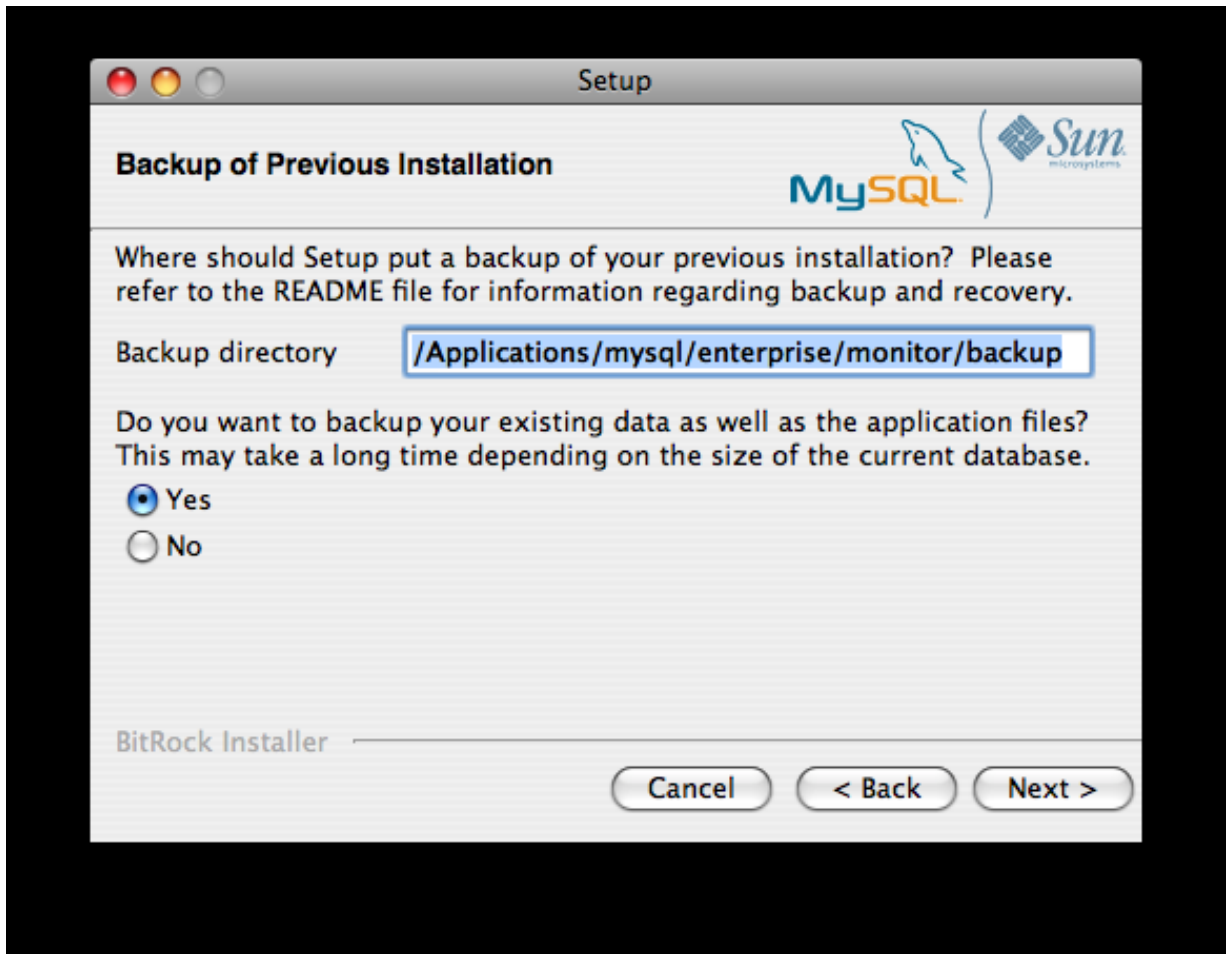 Setup
Backup of Previous Installation
MySQL
Sun
microsystems
Where should Setup put a backup of your previous installation?  Please
refer to the README file for information regarding backup and recovery.
Backup directory
/Applications/mysql/enterprise/monitor/backup
Do you want to backup your existing data as well as the application files?
This may take a long time depending on the size of the current database.
Yes
No
BitRock Installer
Cancel
< Back
Next >